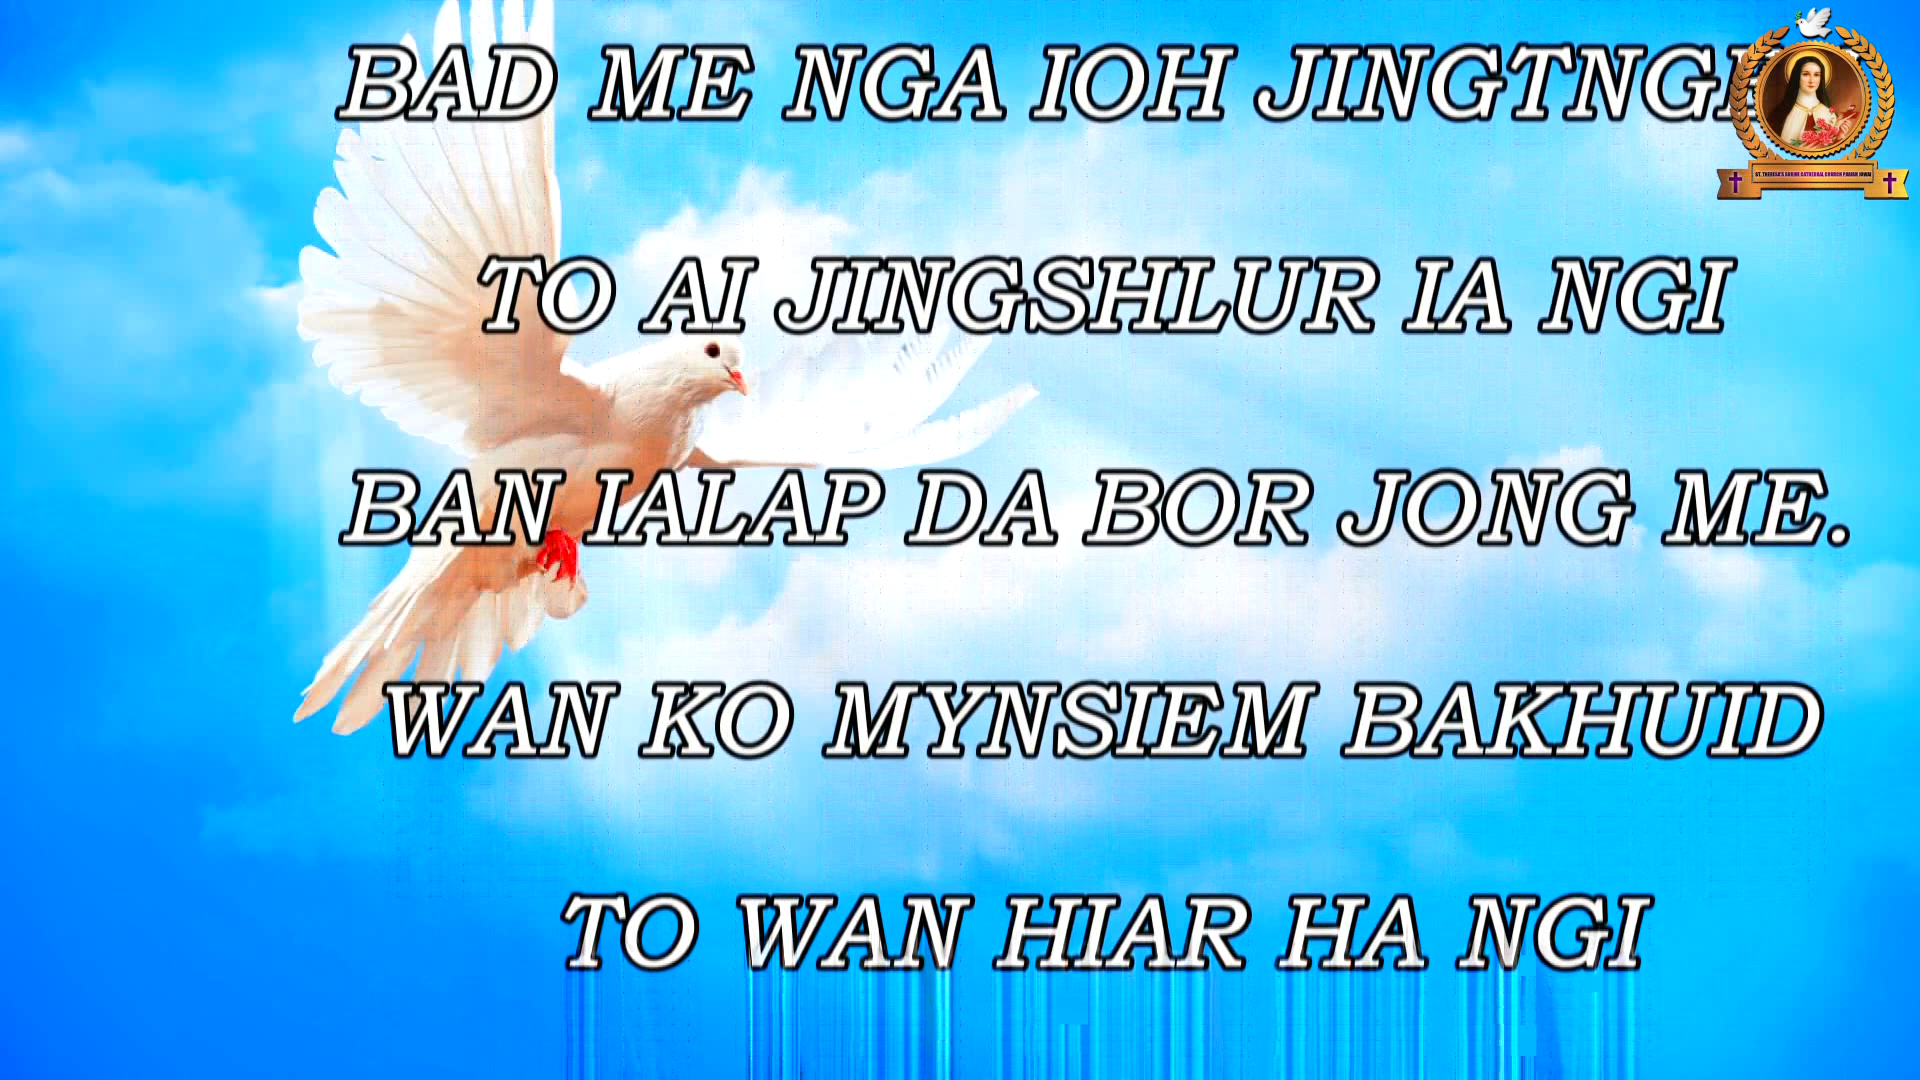 BAD ME NGA IOH
TO AI JINGSHLUR IA NGI
BAN IALAP DA BOR JONG ME.
WAN KO MYNSIEM BAKHUID
TO WAN HIAR HA NGI